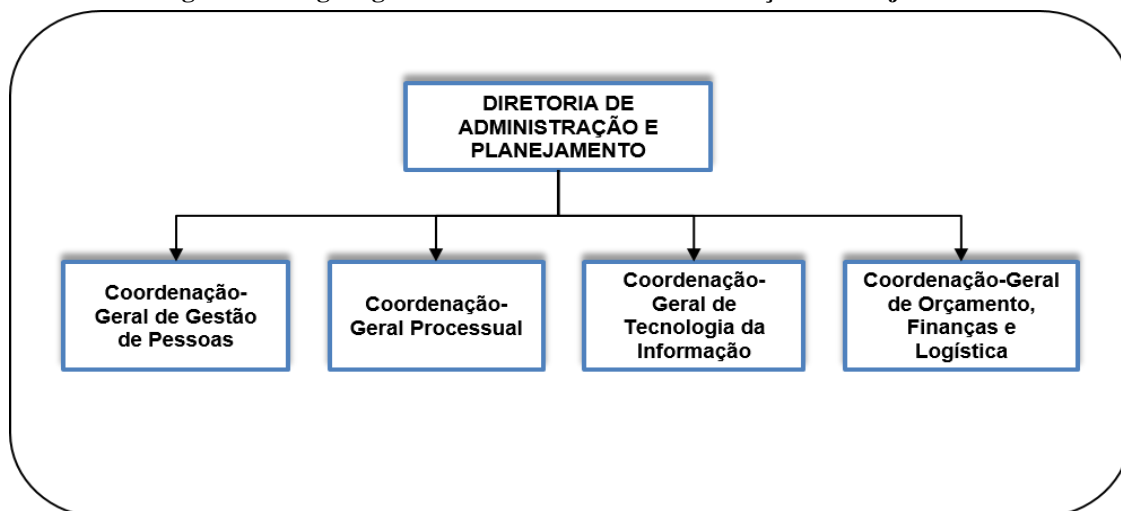 DIRETORIA DE
ADMINISTRAÇÃO E
PLANEJAMENTO
Coordenação-
Geral de Gestão
de Pessoas
Coordenação-
Geral Processual
Coordenação-
Geral de
Tecnologia da
Informação
Coordenação-Geral
de Orçamento,
Finanças e
Logística